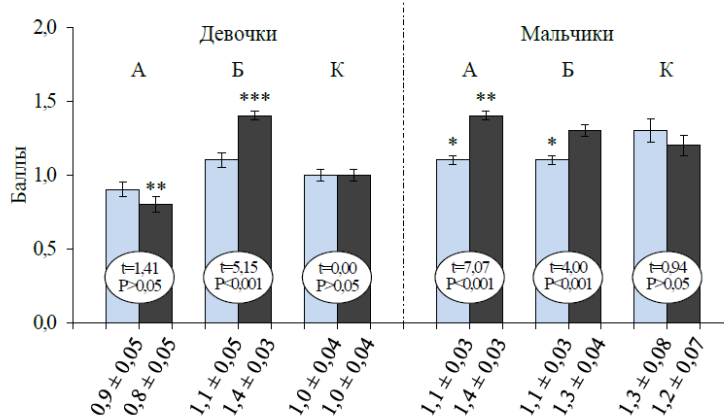 2,0
1,5
1,0
0,5
0,0
Баллы
Девочки
Мальчики
А
Б
К
А
Б
К
**
***
*
**
*
t=1,41
P>0,05
t=5,15
P<0,001
t=0,00
P>0,05
t=7,07
P<0,001
t=4,00
P<0,001
t=0,94
P>0,05
0,9 ± 0,05
0,8 ± 0,05
1,1 ± 0,05
1,4 ± 0,03
1,0 ± 0,04
1,0 ± 0,04
1,1 ± 0,03
1,4 ± 0,03
1,1 ± 0,03
1,3 ± 0,04
1,3 ± 0,08
1,2 ± 0,07